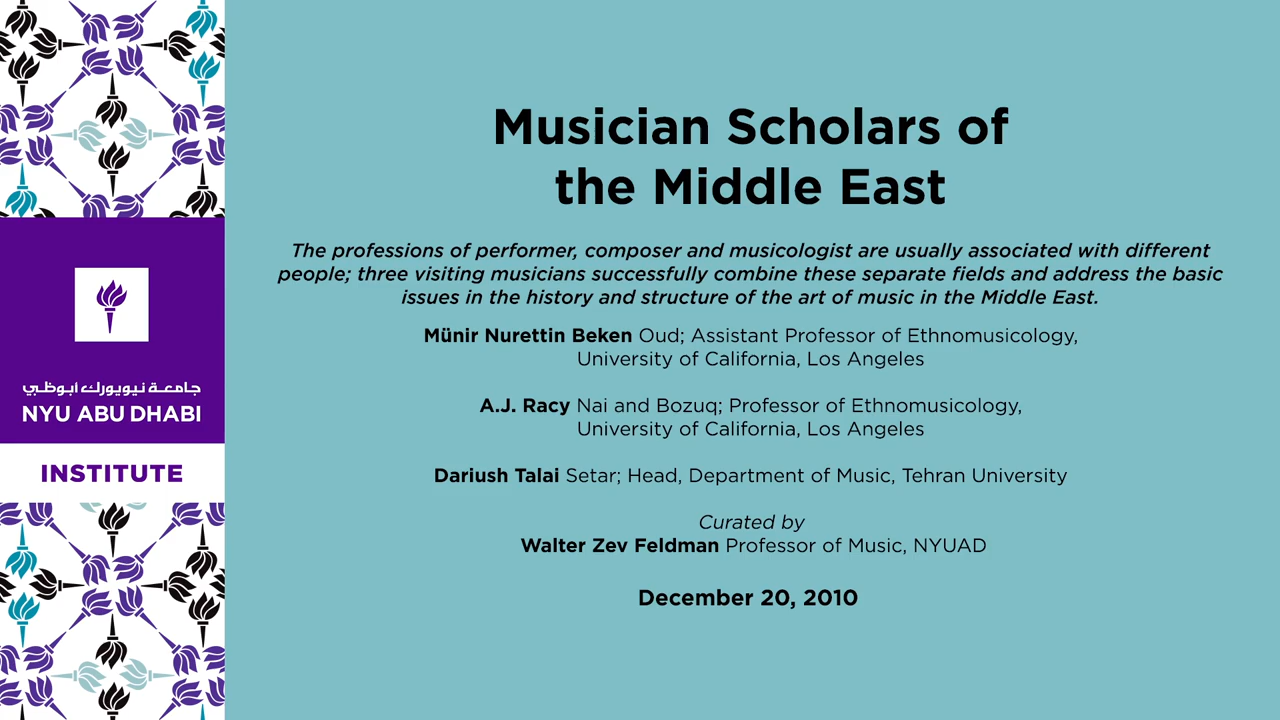 جامعة نيويورك أبوظبي
NYU ABU DHABI
INSTITUTE
Musician Scholars of
the Middle East
The professions of performer, composer and musicologist are usually associated with different
people; three visiting musicians successfully combine these separate fields and address the basic
issues in the history and structure of the art of music in the Middle East.
Münir Nurettin Beken Oud; Assistant Professor of Ethnomusicology,
University of California, Los Angeles
A.J. Racy Nai and Bozuq; Professor of Ethnomusicology,
University of California, Los Angeles
Dariush Talai Setar; Head, Department of Music, Tehran University
Curated by
Walter Zev Feldman Professor of Music, NYUAD
December 20, 2010